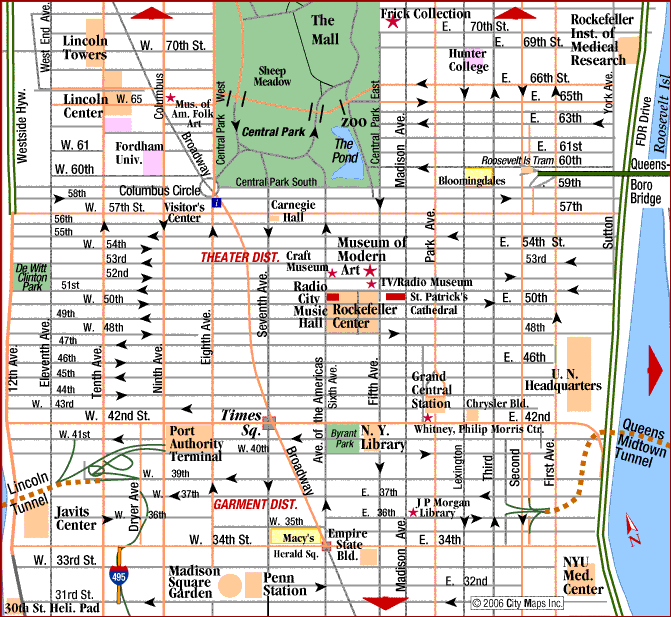 Frick Collection
The
Mall
E. 70th St.
Rockefeller
Inst. of
Medical
Research
West End Ave.
Lincoln
Towers
W. 70th St.
E. 69th St.
Hunter
College
Sheep
Meadow
E. 66th St.
Columbus
West
East
Lincoln
Center
W. 65
E. 65th
York Ave.
Mus. of
Am. Folk
Art
Westside Hyw.
Central Park
ZOO
E. 63th
FDR Drive
Roosevelt Isl
Broadway
Central Park
The
Pond
Central Park
Madison Ave.
W. 61
Fordham
Univ.
E. 61st
Roosevelt Is Tram
60th
W. 60th
Queens-
Boro
Bridge
Columbus Circle
Central Park South
Bloomingdales
59th
58th
W. 57th St.
Visitor's
Center
i
Carnegie
Hall
57th
56th
55th
Park Ave.
Sutton
W. 54th
E. 54th St.
THEATER DIST.
Craft
Museum
Museum of
Modern
Art
53rd
53rd
De Witt
Clinton
Park
52nd
51st
TV/Radio Museum
W. 50th
Radio
City
Music
Hall
Rockefeller
Center
St. Patrick's
Cathedral
E. 50th
49th
W. 48th
48th
47th
46th
45th
44th
E. 46th
12th Ave.
Eleventh Ave.
Tenth Ave.
Ninth Ave.
Eighth Ave.
Seventh Ave.
Ave. of the Americas
Sixth Ave.
Fifth Ave.
Grand
Central
Station
U. N.
Headquarters
W. 43rd
Chrysler Bld.
W. 42nd St.
Times
Sq.
E. 42nd
Whitney, Philip Morris Ctr.
W. 41st
Port
Authority
Terminal
W. 40th
Byrant
Park
N. Y.
Library
Queens
Midtown
Tunnel
Lincoln
Tunnel
W. 39th
Broadway
Lexington
Third
Second
First Ave.
Dryer Ave
W. 37th
E. 37th
GARMENT DIST.
Javits
Center
W. 36th
E. 36th
J P Morgan
Library
W. 35th
W. 34th St.
Macy's
Herald Sq.
Empire
State
Bld.
Madison Ave.
E. 34th
N
W. 33rd St.
495
Madison
Square
Garden
Penn
Station
E. 32nd
NYU
Med.
Center
W. 31rd St.
30th St. Heli. Pad
© 2006 City Maps Inc.